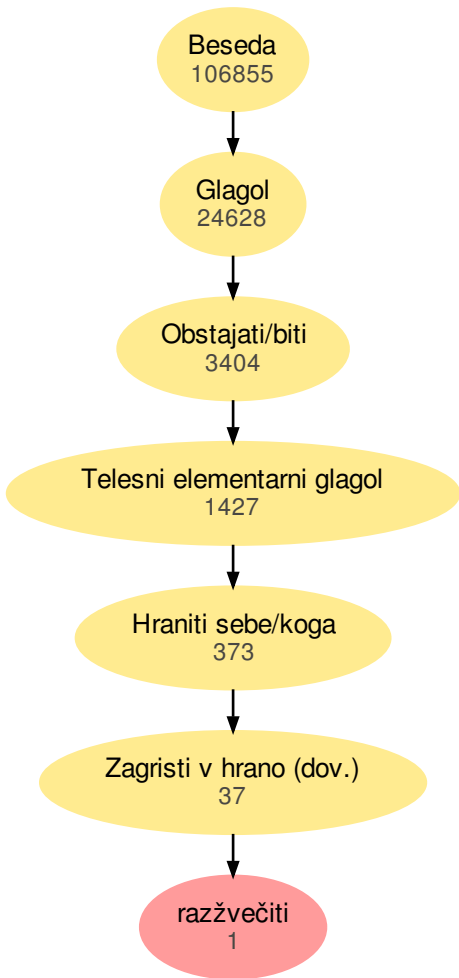 Beseda
106855
Glagol
24628
Obstajati/biti
3404
Telesni elementarni glagol
1427
Hraniti sebe/koga
373
Zagristi v hrano (dov.)
37
razžvečiti
1